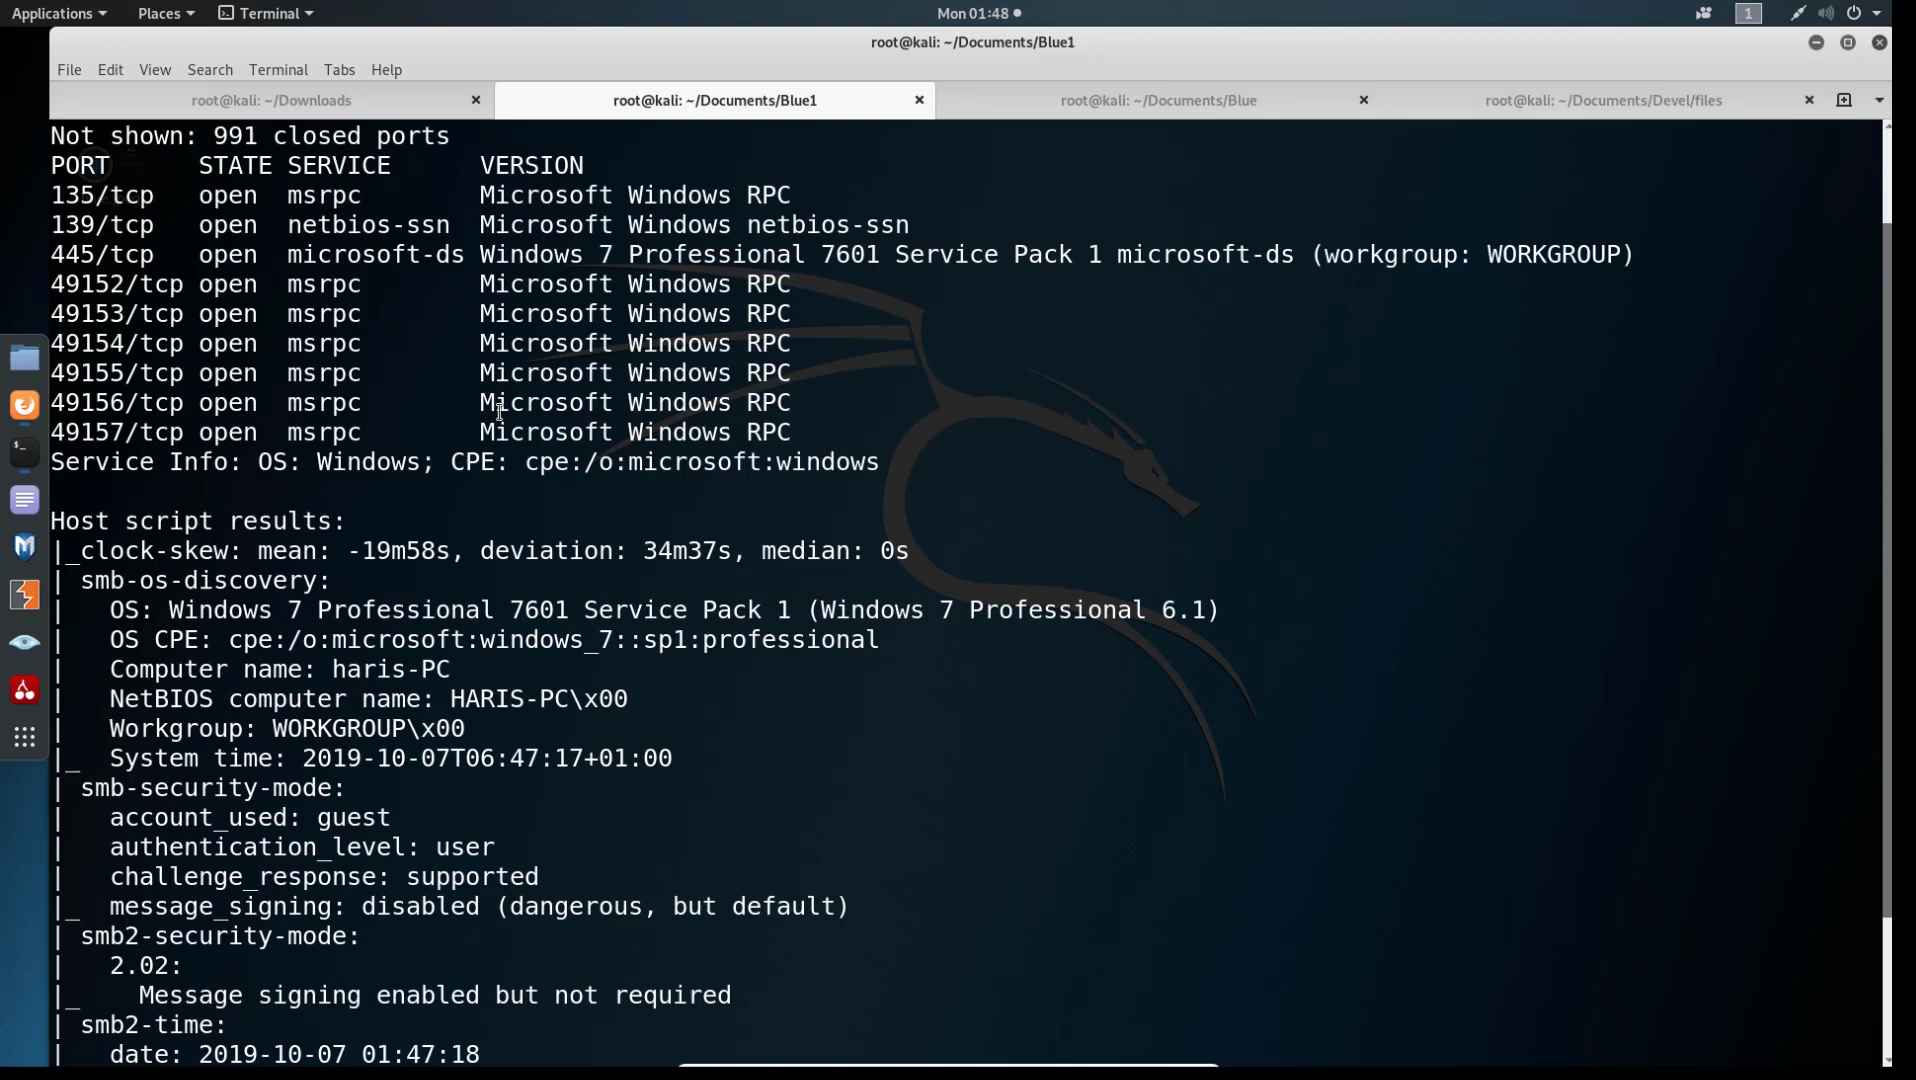 Applications Places Terminal Mon 01:48 1
root@kali: ~/Documents/Blue1
File Edit View Search Terminal Tabs Help
root@kali: ~/Downloads root@kali: ~/Documents/Blue1 root@kali: ~/Documents/Blue root@kali: ~/Documents/Devel/files
Not shown: 991 closed ports
PORT      STATE SERVICE      VERSION
135/tcp   open  msrpc        Microsoft Windows RPC
139/tcp   open  netbios-ssn  Microsoft Windows netbios-ssn
445/tcp   open  microsoft-ds Windows 7 Professional 7601 Service Pack 1 microsoft-ds (workgroup: WORKGROUP)
49152/tcp open  msrpc        Microsoft Windows RPC
49153/tcp open  msrpc        Microsoft Windows RPC
49154/tcp open  msrpc        Microsoft Windows RPC
49155/tcp open  msrpc        Microsoft Windows RPC
49156/tcp open  msrpc        Microsoft Windows RPC
49157/tcp open  msrpc        Microsoft Windows RPC
Service Info: OS: Windows; CPE: cpe:/o:microsoft:windows
Host script results:
|_clock-skew: mean: -19m58s, deviation: 34m37s, median: 0s
| smb-os-discovery:
|   OS: Windows 7 Professional 7601 Service Pack 1 (Windows 7 Professional 6.1)
|   OS CPE: cpe:/o:microsoft:windows_7::sp1:professional
|   Computer name: haris-PC
|   NetBIOS computer name: HARIS-PC\x00
|   Workgroup: WORKGROUP\x00
|_  System time: 2019-10-07T06:47:17+01:00
| smb-security-mode:
|   account_used: guest
|   authentication_level: user
|   challenge_response: supported
|_  message_signing: disabled (dangerous, but default)
| smb2-security-mode:
|   2.02:
|_    Message signing enabled but not required
| smb2-time:
|   date: 2019-10-07 01:47:18